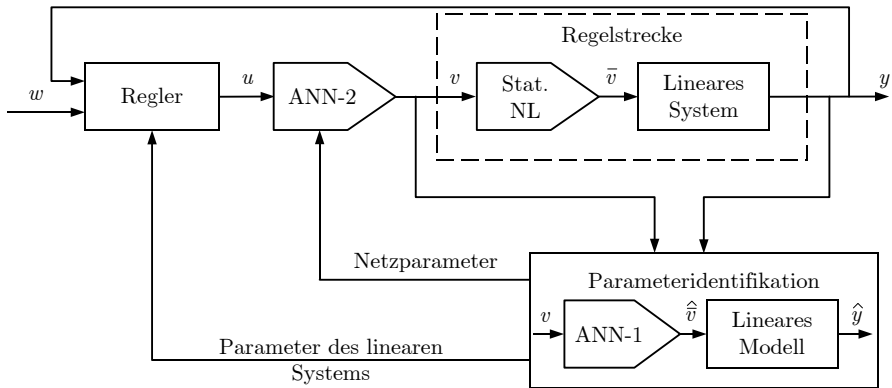 Regelstrecke
w
Regler
u
ANN-2
v
Stat.
NL
v̅
Lineares
System
y
Netzparameter
Parameteridentifikation
v
ANN-1
v̅̂
Lineares
Modell
ŷ
Parameter des linearen
Systems